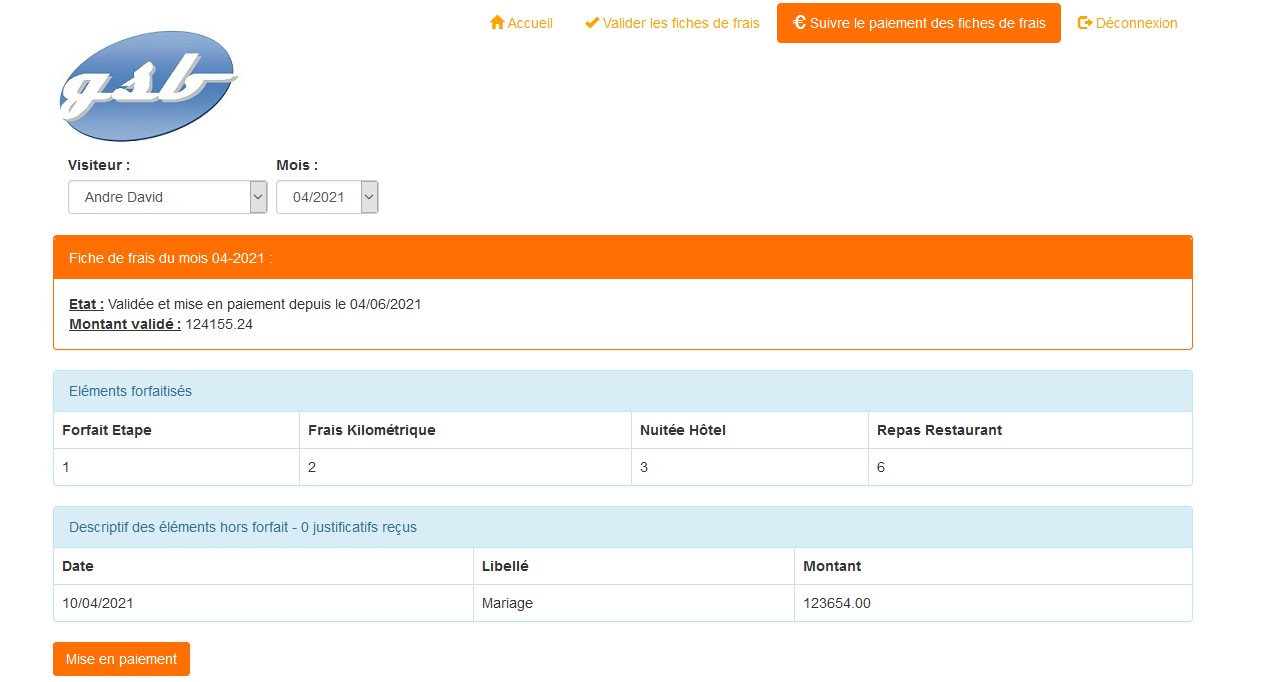 Accueil
Valider les fiches de frais
€ Suivre le paiement des fiches de frais
Déconnexion
gsb
Visiteur : Mois :
Andre David 04/2021
Fiche de frais du mois 04-2021 :
Etat : Validée et mise en paiement depuis le 04/06/2021
Montant validé : 124155.24
Eléments forfaitisés
Forfait Etape Frais Kilométrique Nuitée Hôtel Repas Restaurant
1 2 3 6
Descriptif des éléments hors forfait - 0 justificatifs reçus
Date Libellé Montant
10/04/2021 Mariage 123654.00
Mise en paiement